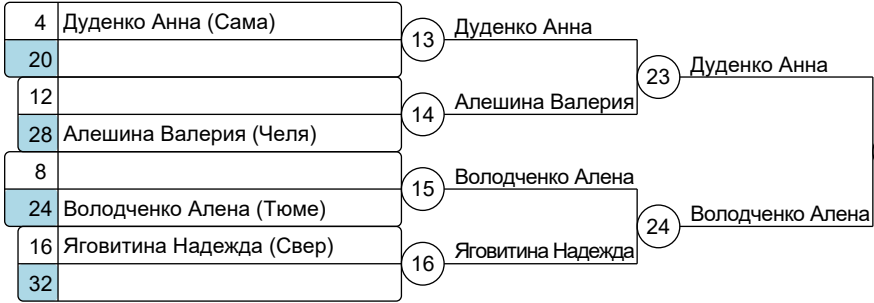 4 Дуденко Анна (Сама)
20
12
28 Алешина Валерия (Челя)
8
24 Володченко Алена (Тюме)
16 Яговитина Надежда (Свер)
32
13 Дуденко Анна
14 Алешина Валерия
15 Володченко Алена
16 Яговитина Надежда
23 Дуденко Анна
24 Володченко Алена